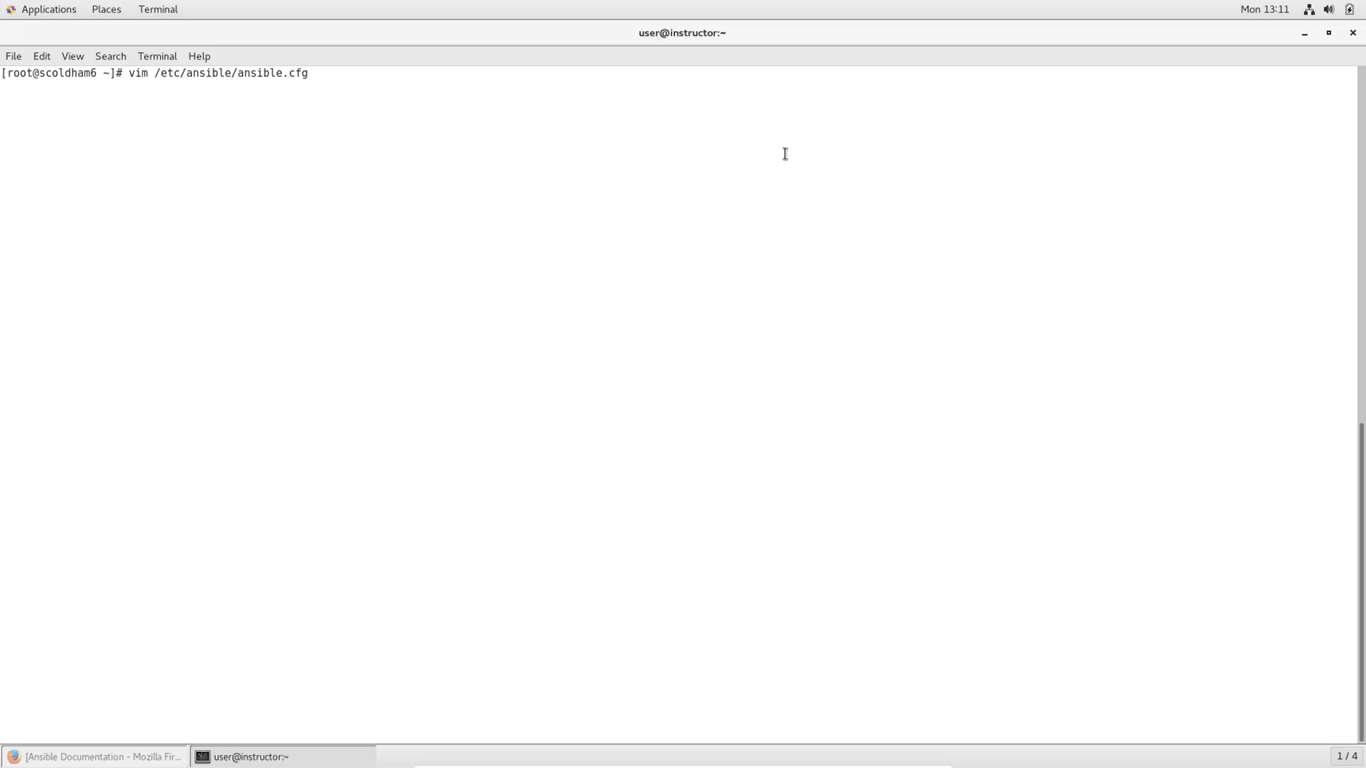 Applications Places Terminal Mon 13:11
user@instructor:~
File Edit View Search Terminal Help
[root@scoldham6 ~]# vim /etc/ansible/ansible.cfg
[Ansible Documentation - Mozilla Fir... user@instructor:~ 1 / 4